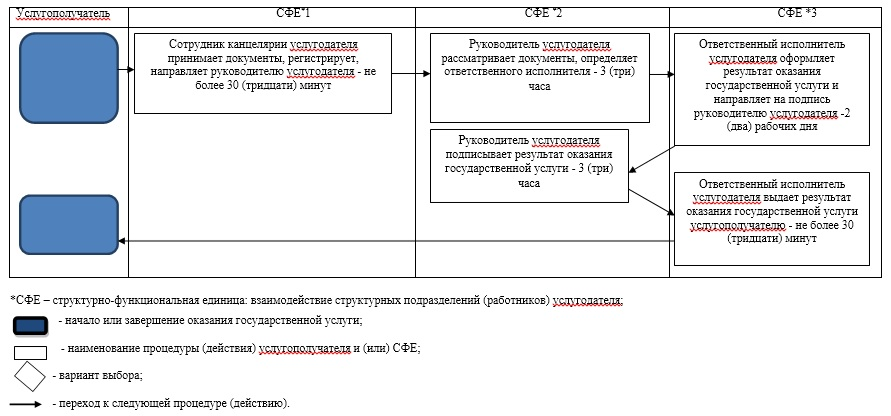 Услугополучатель
СФЕ*1
СФЕ *2
СФЕ *3
Сотрудник канцелярии услугодателя
принимает документы, регистрирует,
направляет руководителю услугодателя - не
более 30 (тридцати) минут
Руководитель услугодателя
рассматривает документы, определяет
ответственного исполнителя - 3 (три)
часа
Ответственный исполнитель
услугодателя оформляет
результат оказания
государственной услуги и
направляет на подпись
руководителю услугодателя -2
(два) рабочих дня
Руководитель услугодателя
подписывает результат оказания
государственной услуги - 3 (три)
часа
Ответственный исполнитель
услугодателя выдает результат
оказания государственной услуги
услугополучателю - не более 30
(тридцати) минут
*СФЕ – структурно-функциональная единица: взаимодействие структурных подразделений (работников) услугодателя;
- начало или завершение оказания государственной услуги;
- наименование процедуры (действия) услугополучателя и (или) СФЕ;
- вариант выбора;
- переход к следующей процедуре (действию).